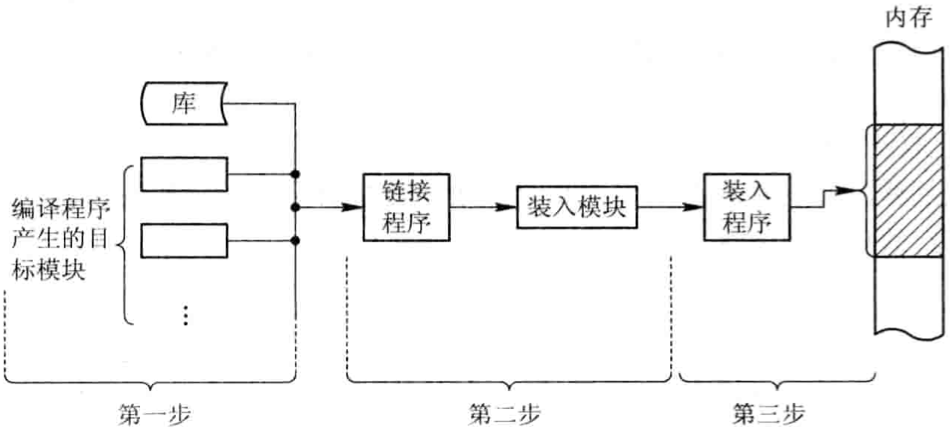 内存
库
编译程序
产生的目
标模块
⋮
链接
程序
装入模块
装入
程序
第一步
第二步
第三步